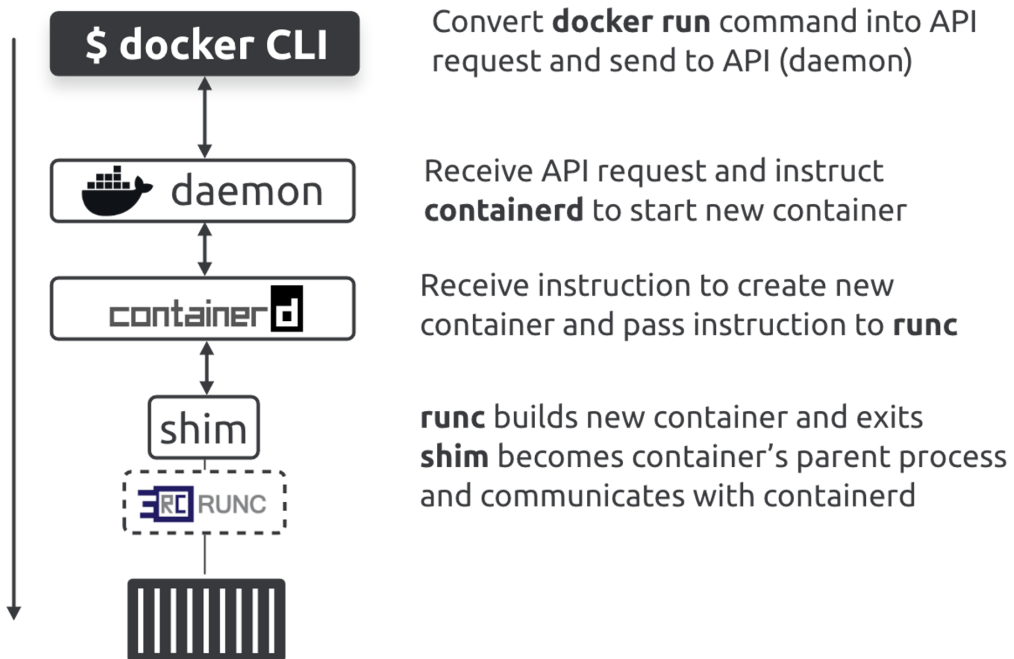 $ docker CLI
Convert docker run command into API
request and send to API (daemon)
daemon
Receive API request and instruct
containerd to start new container
containerd
Receive instruction to create new
container and pass instruction to runc
shim
runc builds new container and exits
shim becomes container’s parent process
and communicates with containerd
RC RUNC